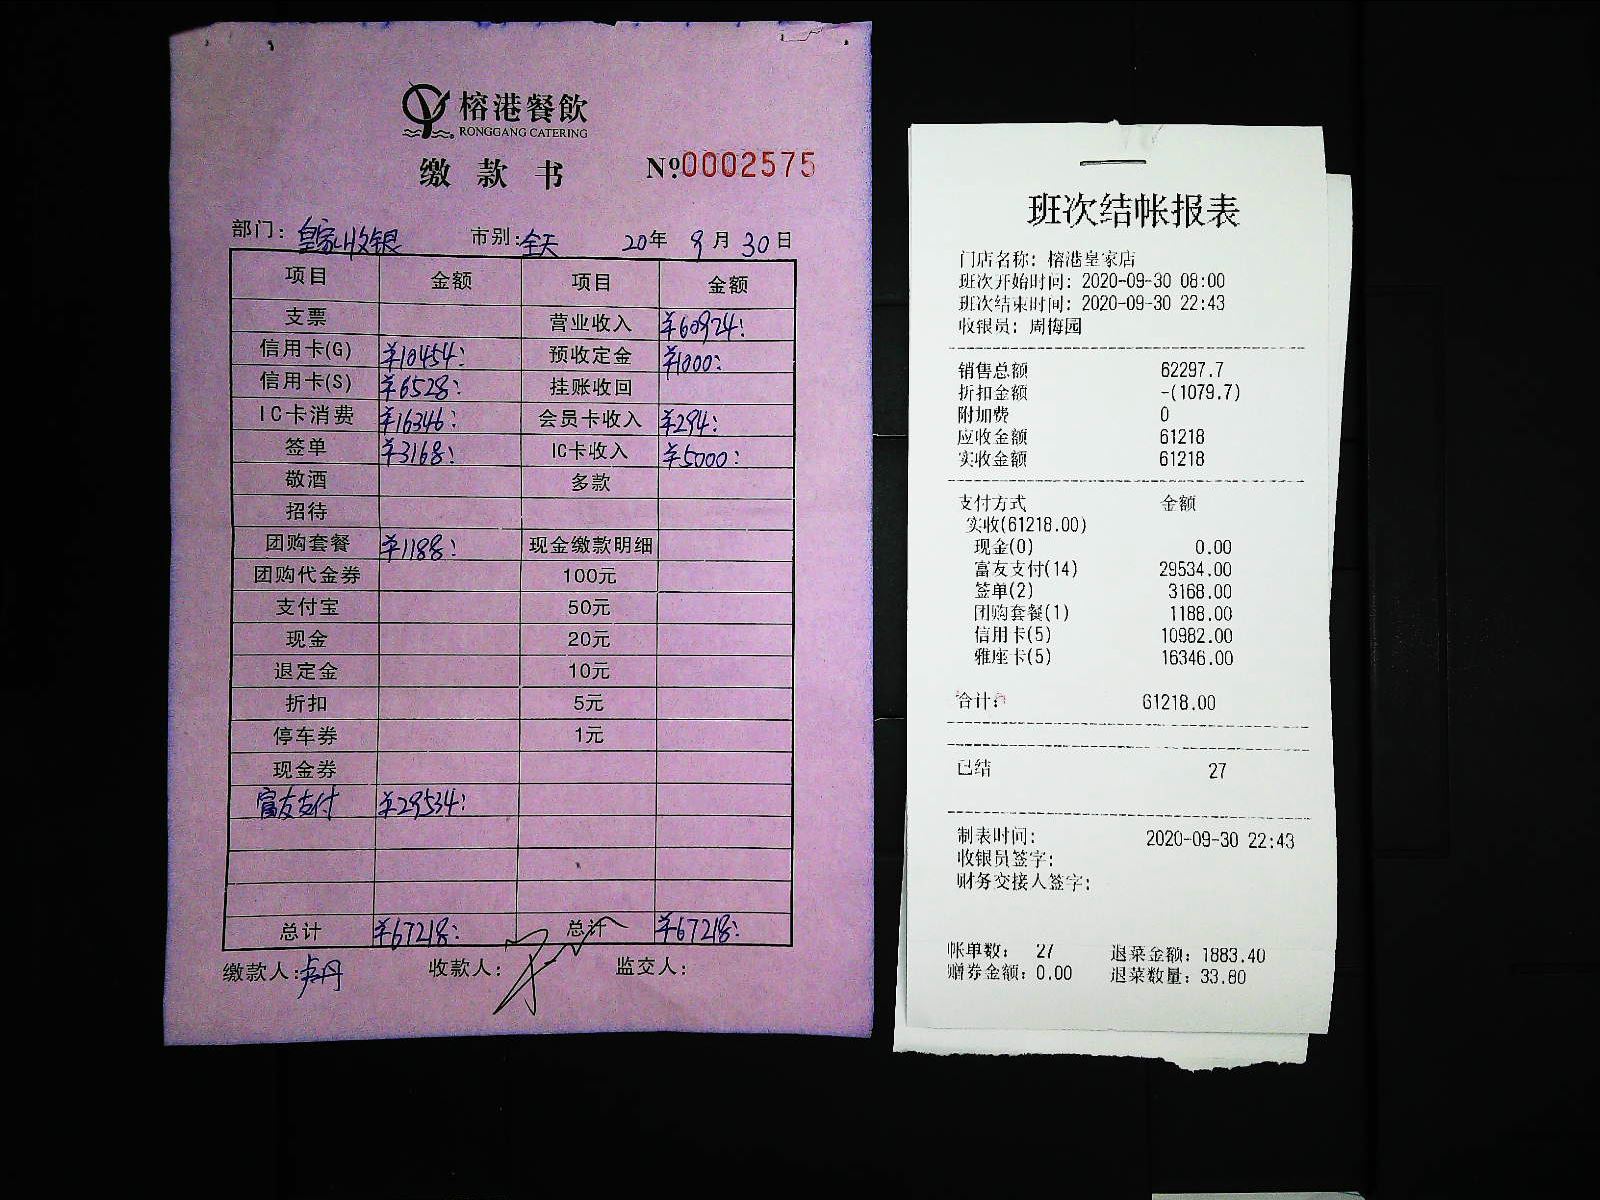 榕港餐飲
RONGGANG CATERING
缴款书 Nº:0002575
部门: 皇家收银 市别: 全天 20年 9月30日
项目 金额 项目 金额
支票 营业收入 ¥60924:
信用卡(G) ¥10454: 预收定金 ¥1000:
信用卡(S) ¥6528: 挂账收回
IC卡消费 ¥16346: 会员卡收入 ¥294:
签单 ¥3168: IC卡收入 ¥5000:
敬酒 多款
招待
团购套餐 ¥1188: 现金缴款明细
团购代金券 100元
支付宝 50元
现金 20元
退定金 10元
折扣 5元
停车券 1元
现金券
富友支付 ¥29534:
总计 ¥67218: 总计 ¥67218:
缴款人: 卢丹 收款人: 监交人:
班次结帐报表
门店名称: 榕港皇家店
班次开始时间: 2020-09-30 08:00
班次结束时间: 2020-09-30 22:43
收银员: 周梅园
销售总额 62297.7
折扣金额 -(1079.7)
附加费 0
应收金额 61218
实收金额 61218
支付方式 金额
实收(61218.00)
现金(0) 0.00
富友支付(14) 29534.00
签单(2) 3168.00
团购套餐(1) 1188.00
信用卡(5) 10982.00
雅座卡(5) 16346.00
合计: 61218.00
已结 27
制表时间: 2020-09-30 22:43
收银员签字:
财务交接人签字:
帐单数: 27 退菜金额: 1883.40
赠券金额: 0.00 退菜数量: 33.80